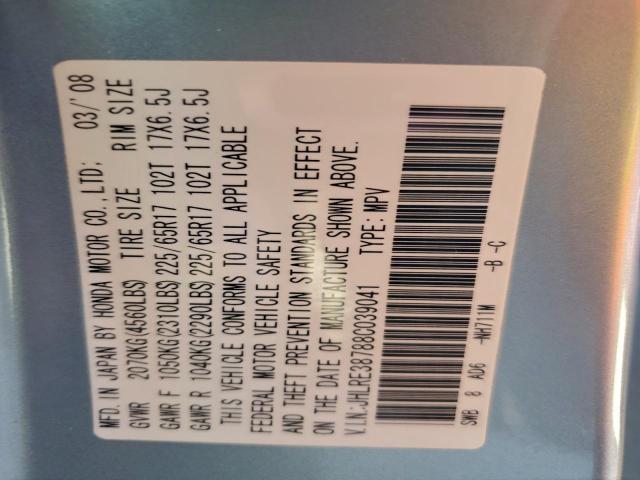 MFD. IN JAPAN BY HONDA MOTOR CO., LTD; 03/'08
GVWR 2070KG(4560LBS) TIRE SIZE RIM SIZE
GAWR F 1050KG(2310LBS) 225/65R17 102T 17X6.5J
GAWR R 1040KG(2290LBS) 225/65R17 102T 17X6.5J
THIS VEHICLE CONFORMS TO ALL APPLICABLE
FEDERAL MOTOR VEHICLE SAFETY
AND THEFT PREVENTION STANDARDS IN EFFECT
ON THE DATE OF MANUFACTURE SHOWN ABOVE.
V.I.N.:JHLRE38788C039041 TYPE: MPV
SWB 8 AD6 -NH711M -B -C